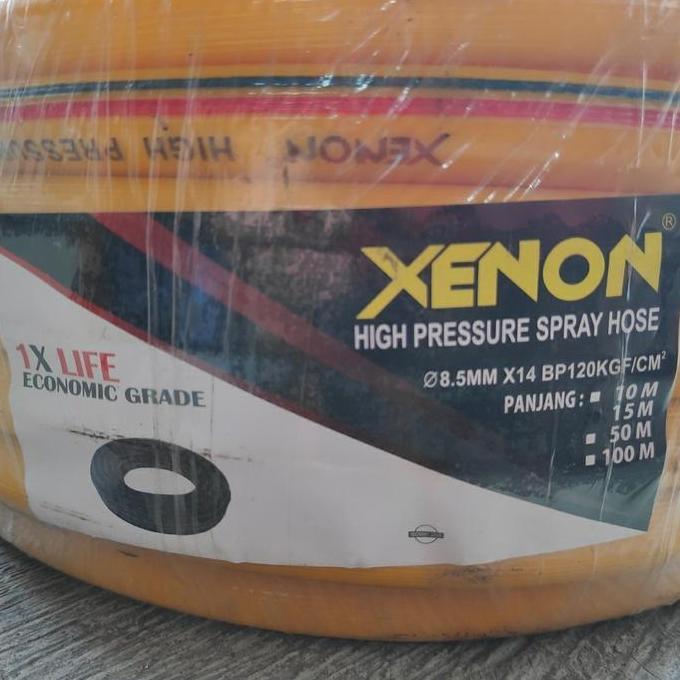 XENON HIGH PRESSU
XENON®
HIGH PRESSURE SPRAY HOSE
Ø8.5MM X14 BP120KGF/CM²
PANJANG: 10 M
15 M
50 M
100 M
1X LIFE
ECONOMIC GRADE